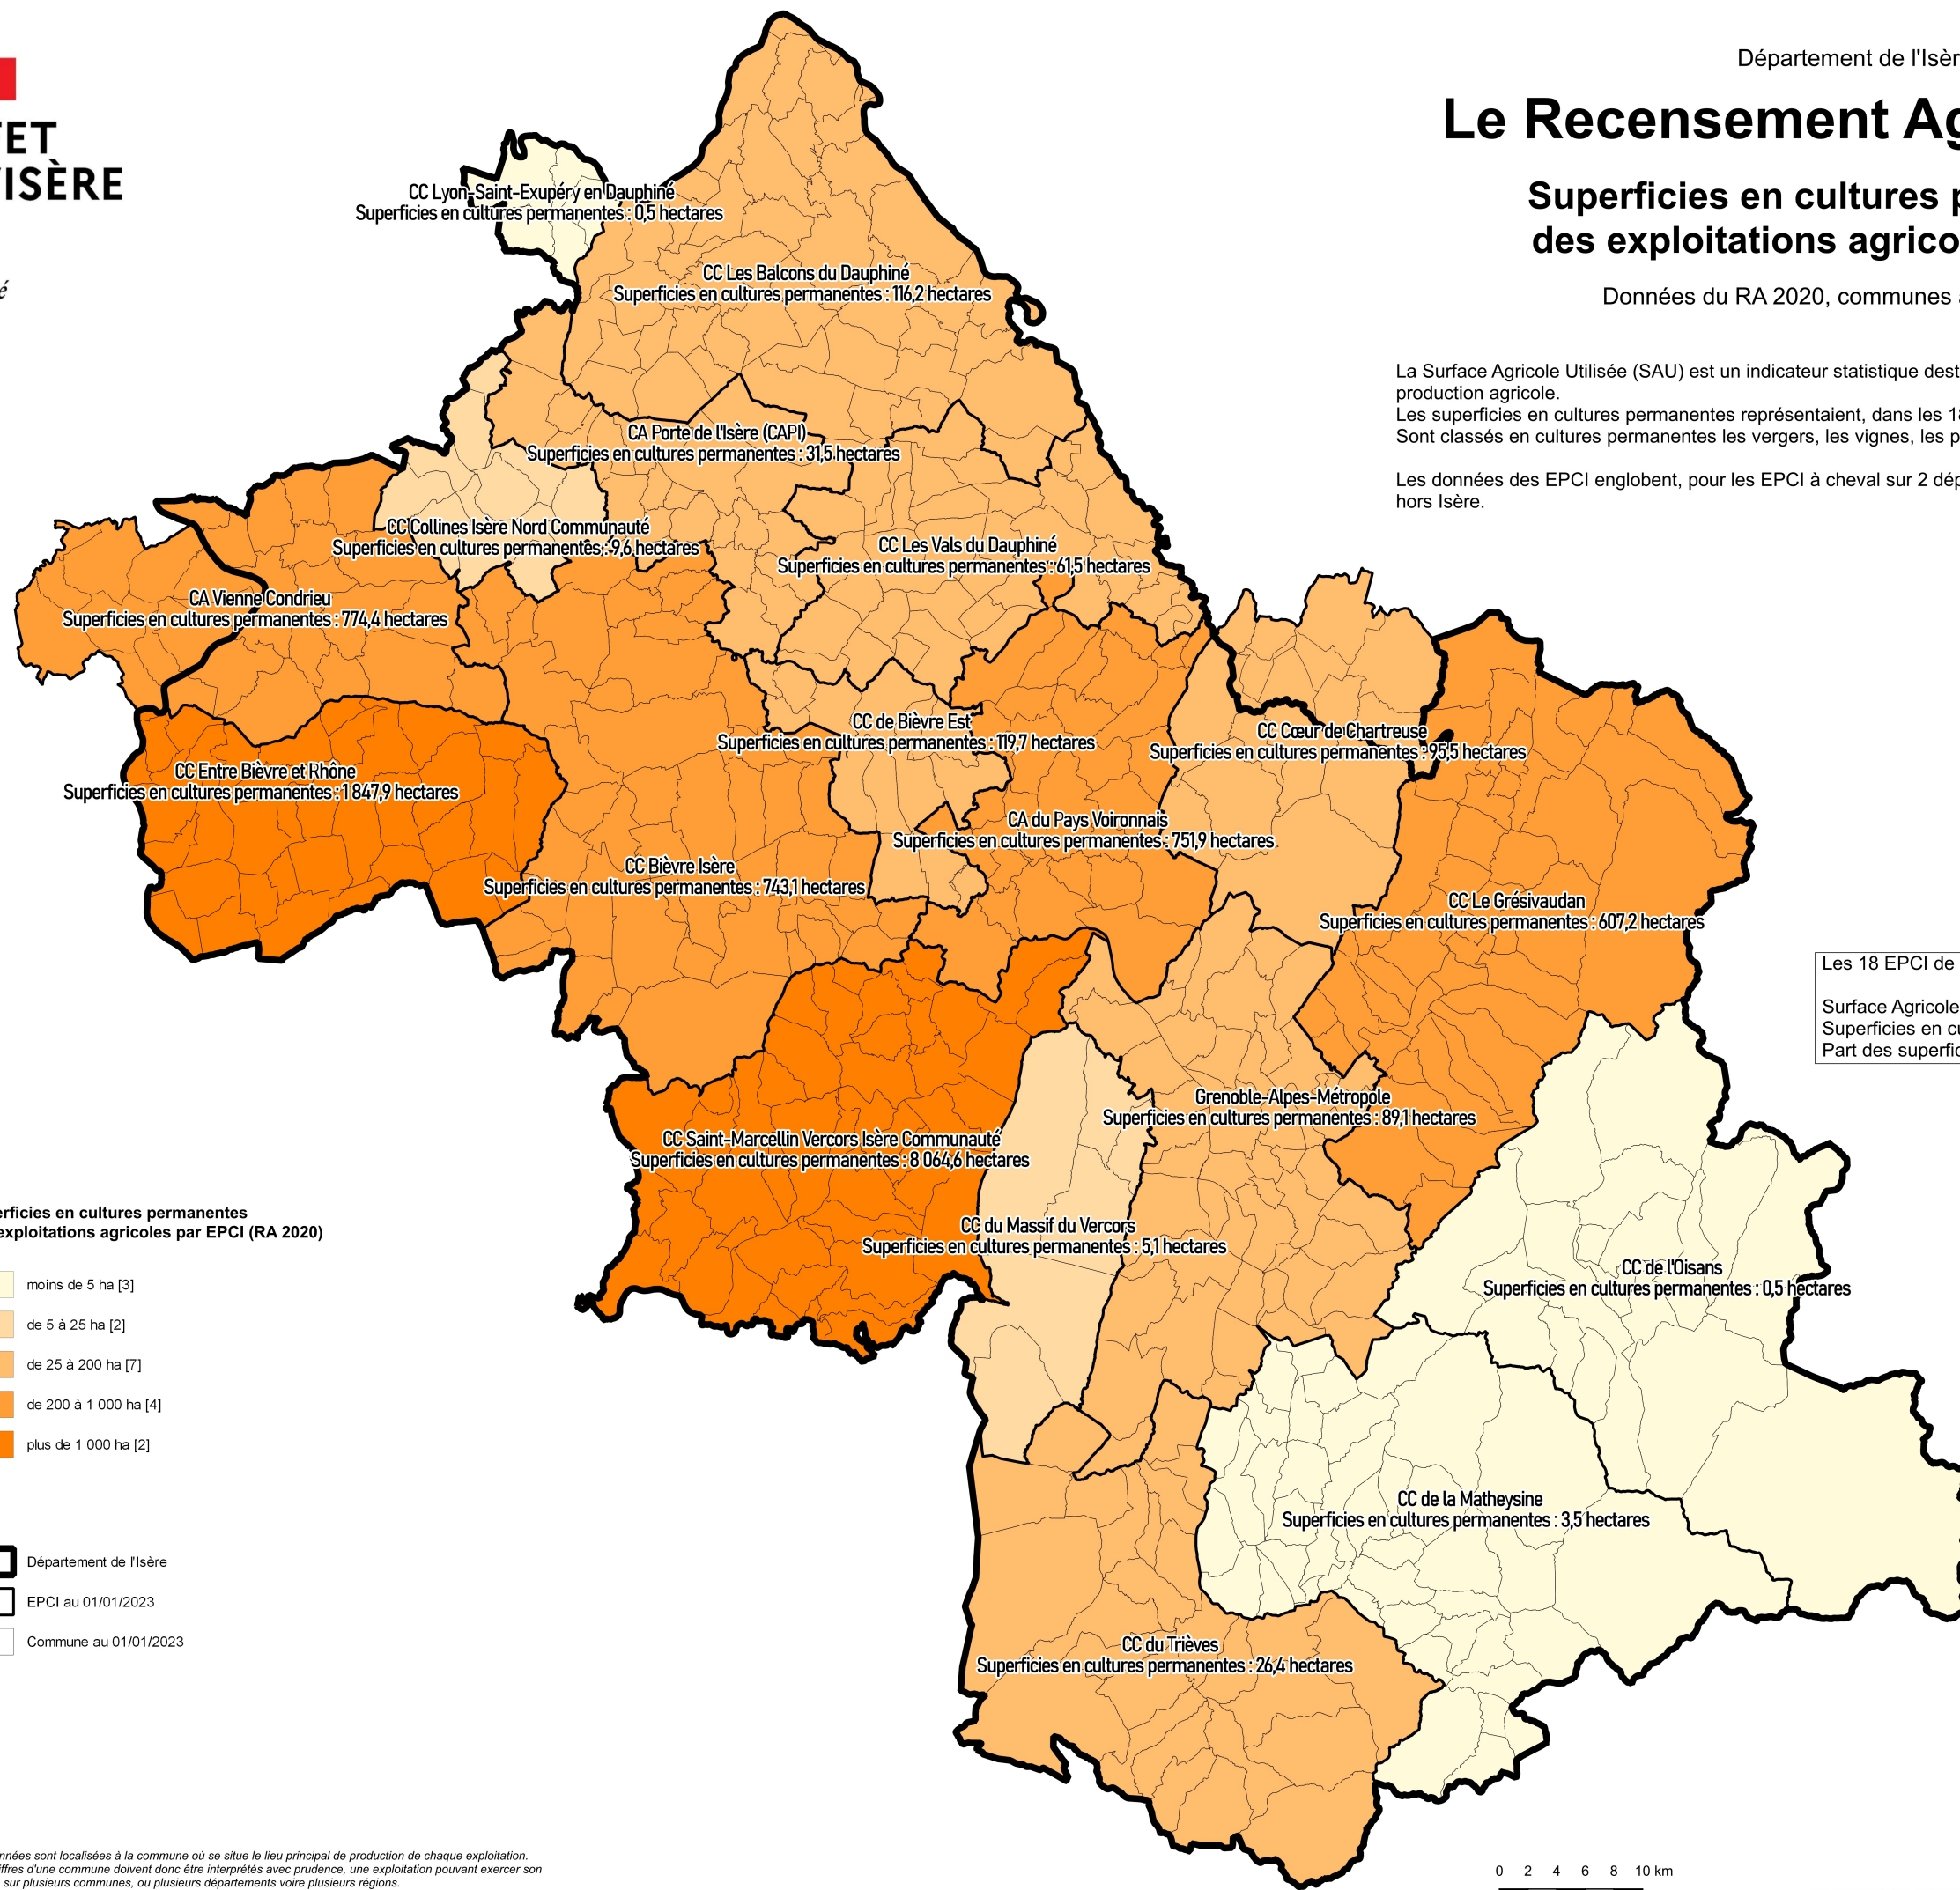 Département de l'Isèr
Le Recensement Ag
Superficies en cultures p
des exploitations agrico
Données du RA 2020, communes
La Surface Agricole Utilisée (SAU) est un indicateur statistique dest
production agricole.
Les superficies en cultures permanentes représentaient, dans les 18
Sont classés en cultures permanentes les vergers, les vignes, les p
Les données des EPCI englobent, pour les EPCI à cheval sur 2 dép
hors Isère.
TET
'ISÈRE
é
CC Lyon-Saint-Exupéry en Dauphiné
Superficies en cultures permanentes : 0,5 hectares
CC Les Balcons du Dauphiné
Superficies en cultures permanentes : 116,2 hectares
CA Porte de l'Isère (CAPI)
Superficies en cultures permanentes : 31,5 hectares
CC Collines Isère Nord Communauté
Superficies en cultures permanentes : 9,6 hectares
CC Les Vals du Dauphiné
Superficies en cultures permanentes : 61,5 hectares
CA Vienne Condrieu
Superficies en cultures permanentes : 774,4 hectares
CC de Bièvre Est
Superficies en cultures permanentes : 119,7 hectares
CC Cœur de Chartreuse
Superficies en cultures permanentes : 95,5 hectares
CC Entre Bièvre et Rhône
Superficies en cultures permanentes : 1 847,9 hectares
CA du Pays Voironnais
Superficies en cultures permanentes : 751,9 hectares
CC Bièvre Isère
Superficies en cultures permanentes : 743,1 hectares
CC Le Grésivaudan
Superficies en cultures permanentes : 607,2 hectares
Les 18 EPCI de
Surface Agricole
Superficies en cu
Part des superfic
Grenoble-Alpes-Métropole
Superficies en cultures permanentes : 89,1 hectares
CC Saint-Marcellin Vercors Isère Communauté
Superficies en cultures permanentes : 8 064,6 hectares
CC du Massif du Vercors
Superficies en cultures permanentes : 5,1 hectares
CC de l'Oisans
Superficies en cultures permanentes : 0,5 hectares
CC de la Matheysine
Superficies en cultures permanentes : 3,5 hectares
CC du Trièves
Superficies en cultures permanentes : 26,4 hectares
erficies en cultures permanentes
exploitations agricoles par EPCI (RA 2020)
moins de 5 ha [3]
de 5 à 25 ha [2]
de 25 à 200 ha [7]
de 200 à 1 000 ha [4]
plus de 1 000 ha [2]
Département de l'Isère
EPCI au 01/01/2023
Commune au 01/01/2023
nnées sont localisées à la commune où se situe le lieu principal de production de chaque exploitation.
iffres d'une commune doivent donc être interprétés avec prudence, une exploitation pouvant exercer son
sur plusieurs communes, ou plusieurs départements voire plusieurs régions.
0 2 4 6 8 10 km